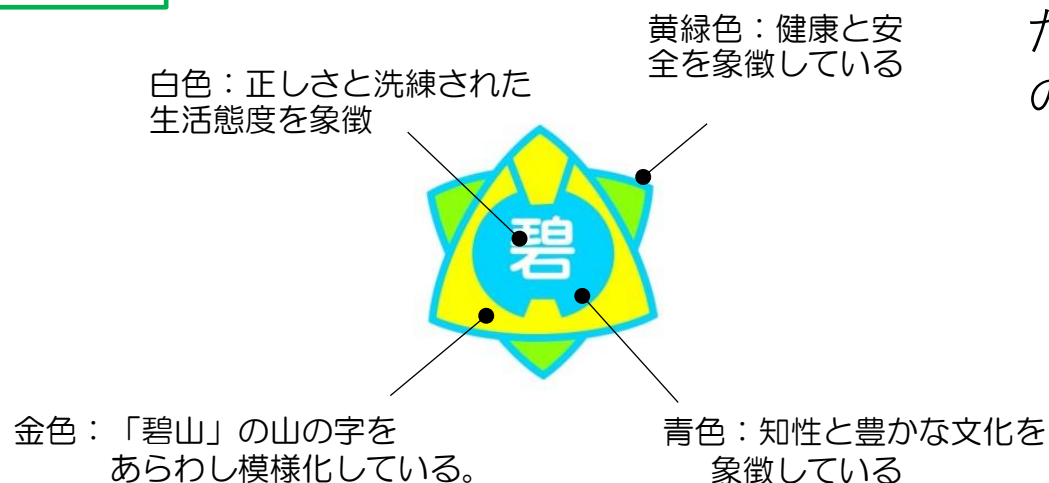 黄緑色：健康と安
全を象徴している
白色：正しさと洗練された
生活態度を象徴
碧
金色：「碧山」の山の字を
あらわし模様化している。
青色：知性と豊かな文化を
象徴している
の